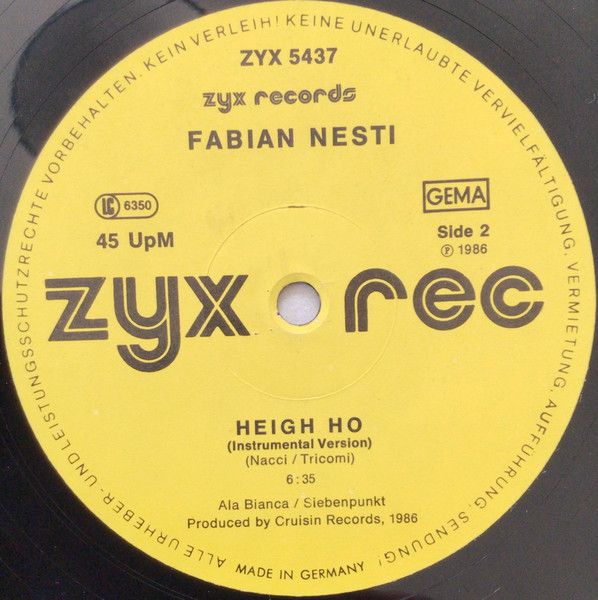 ALLE URHEBER- UND LEISTUNGSSCHUTZRECHTE VORBEHALTEN. KEIN VERLEIH! KEINE UNERLAUBTE VERVIELFÄLTIGUNG, VERMIETUNG, AUFFÜHRUNG, SENDUNG!
ZYX 5437
zyx records
FABIAN NESTI
LC 6350
GEMA
45 UpM
Side 2
Ⓟ 1986
zyx rec
HEIGH HO
(Instrumental Version)
(Nacci / Tricomi)
6:35
Ala Bianca / Siebenpunkt
Produced by Cruisin Records, 1986
MADE IN GERMANY